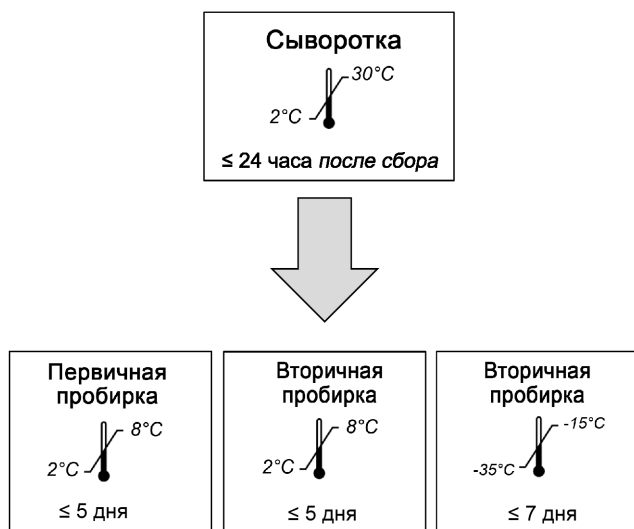 Сыворотка
30°C
2°C
≤ 24 часа после сбора
Первичная
пробирка
8°C
2°C
≤ 5 дня
Вторичная
пробирка
8°C
2°C
≤ 5 дня
Вторичная
пробирка
-15°C
-35°C
≤ 7 дня